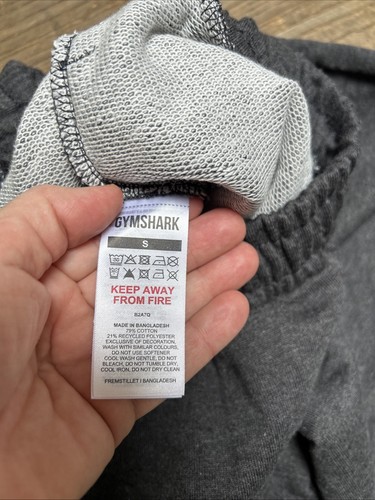 GYMSHARK
S
KEEP AWAY
FROM FIRE
MADE IN BANGLADESH
79% COTTON
21% RECYCLED POLYESTER
EXCLUSIVE OF DECORATION,
WASH WITH SIMILAR COLOURS,
DO NOT USE SOFTENER
COOL WASH GENTLE, DO NOT
BLEACH, DO NOT TUMBLE DRY,
COOL IRON, DO NOT DRY CLEAN
FREMSTILLET I BANGLADESH